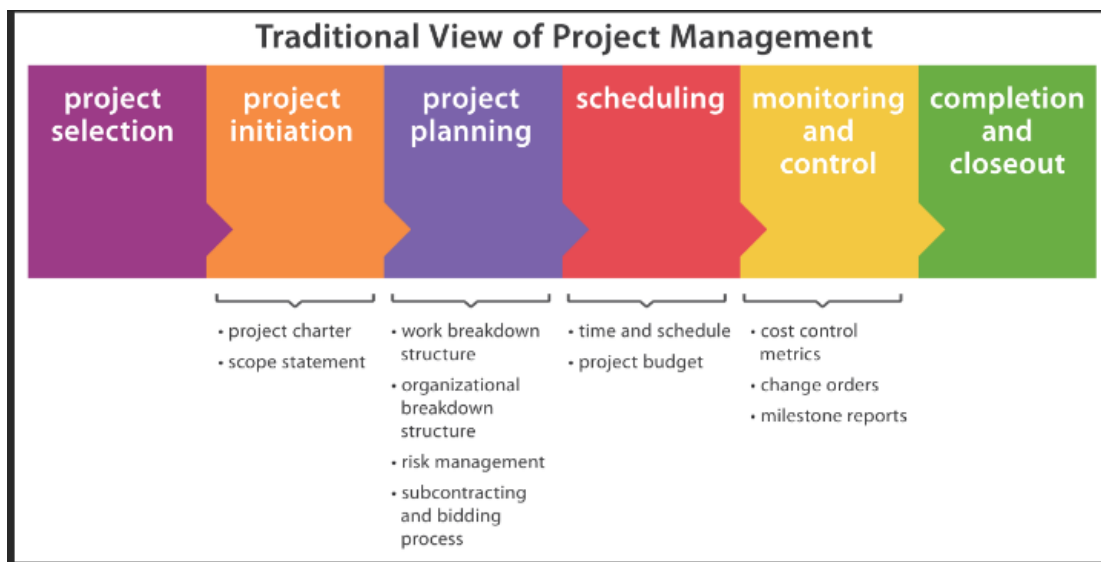 Traditional View of Project Management
project
selection
project
initiation
project
planning
scheduling
monitoring
and
control
completion
and
closeout
• project charter
• scope statement
• work breakdown
structure
• organizational
breakdown
structure
• risk management
• subcontracting
and bidding
process
• time and schedule
• project budget
• cost control
metrics
• change orders
• milestone reports